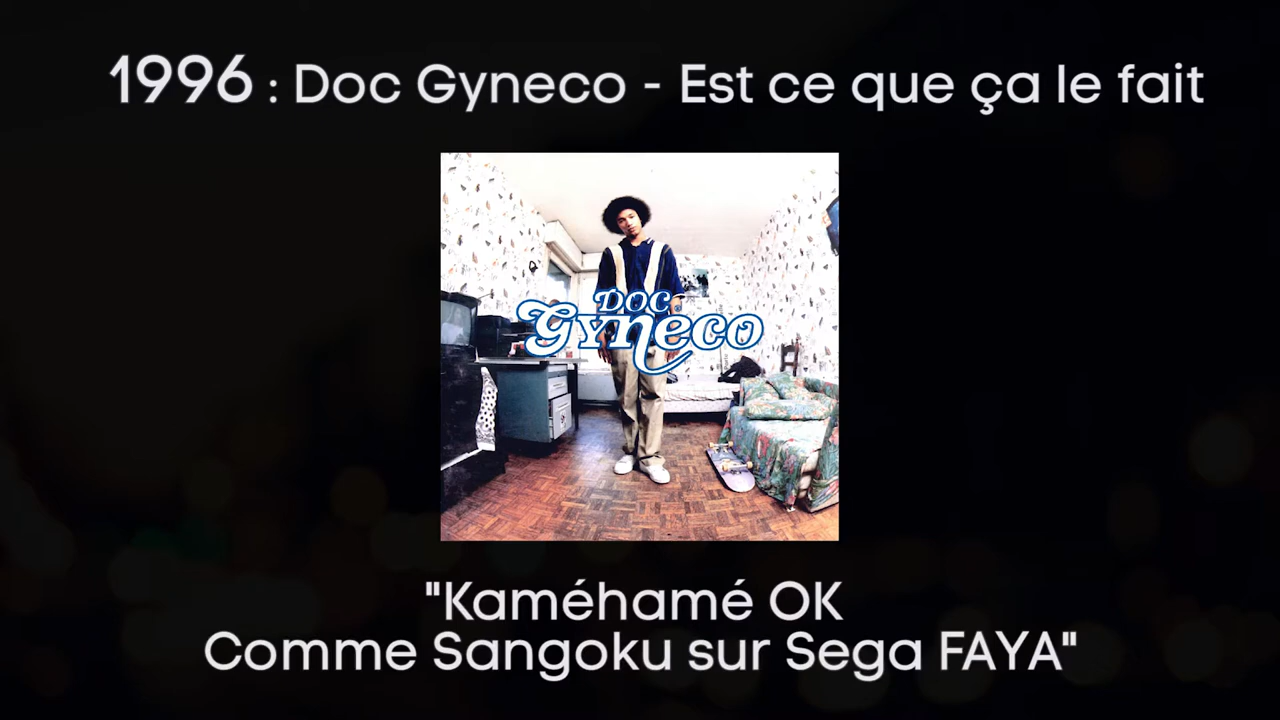 1996 : Doc Gyneco - Est ce que ça le fait
DOC
GYNECO
"Kaméhamé OK
Comme Sangoku sur Sega FAYA"